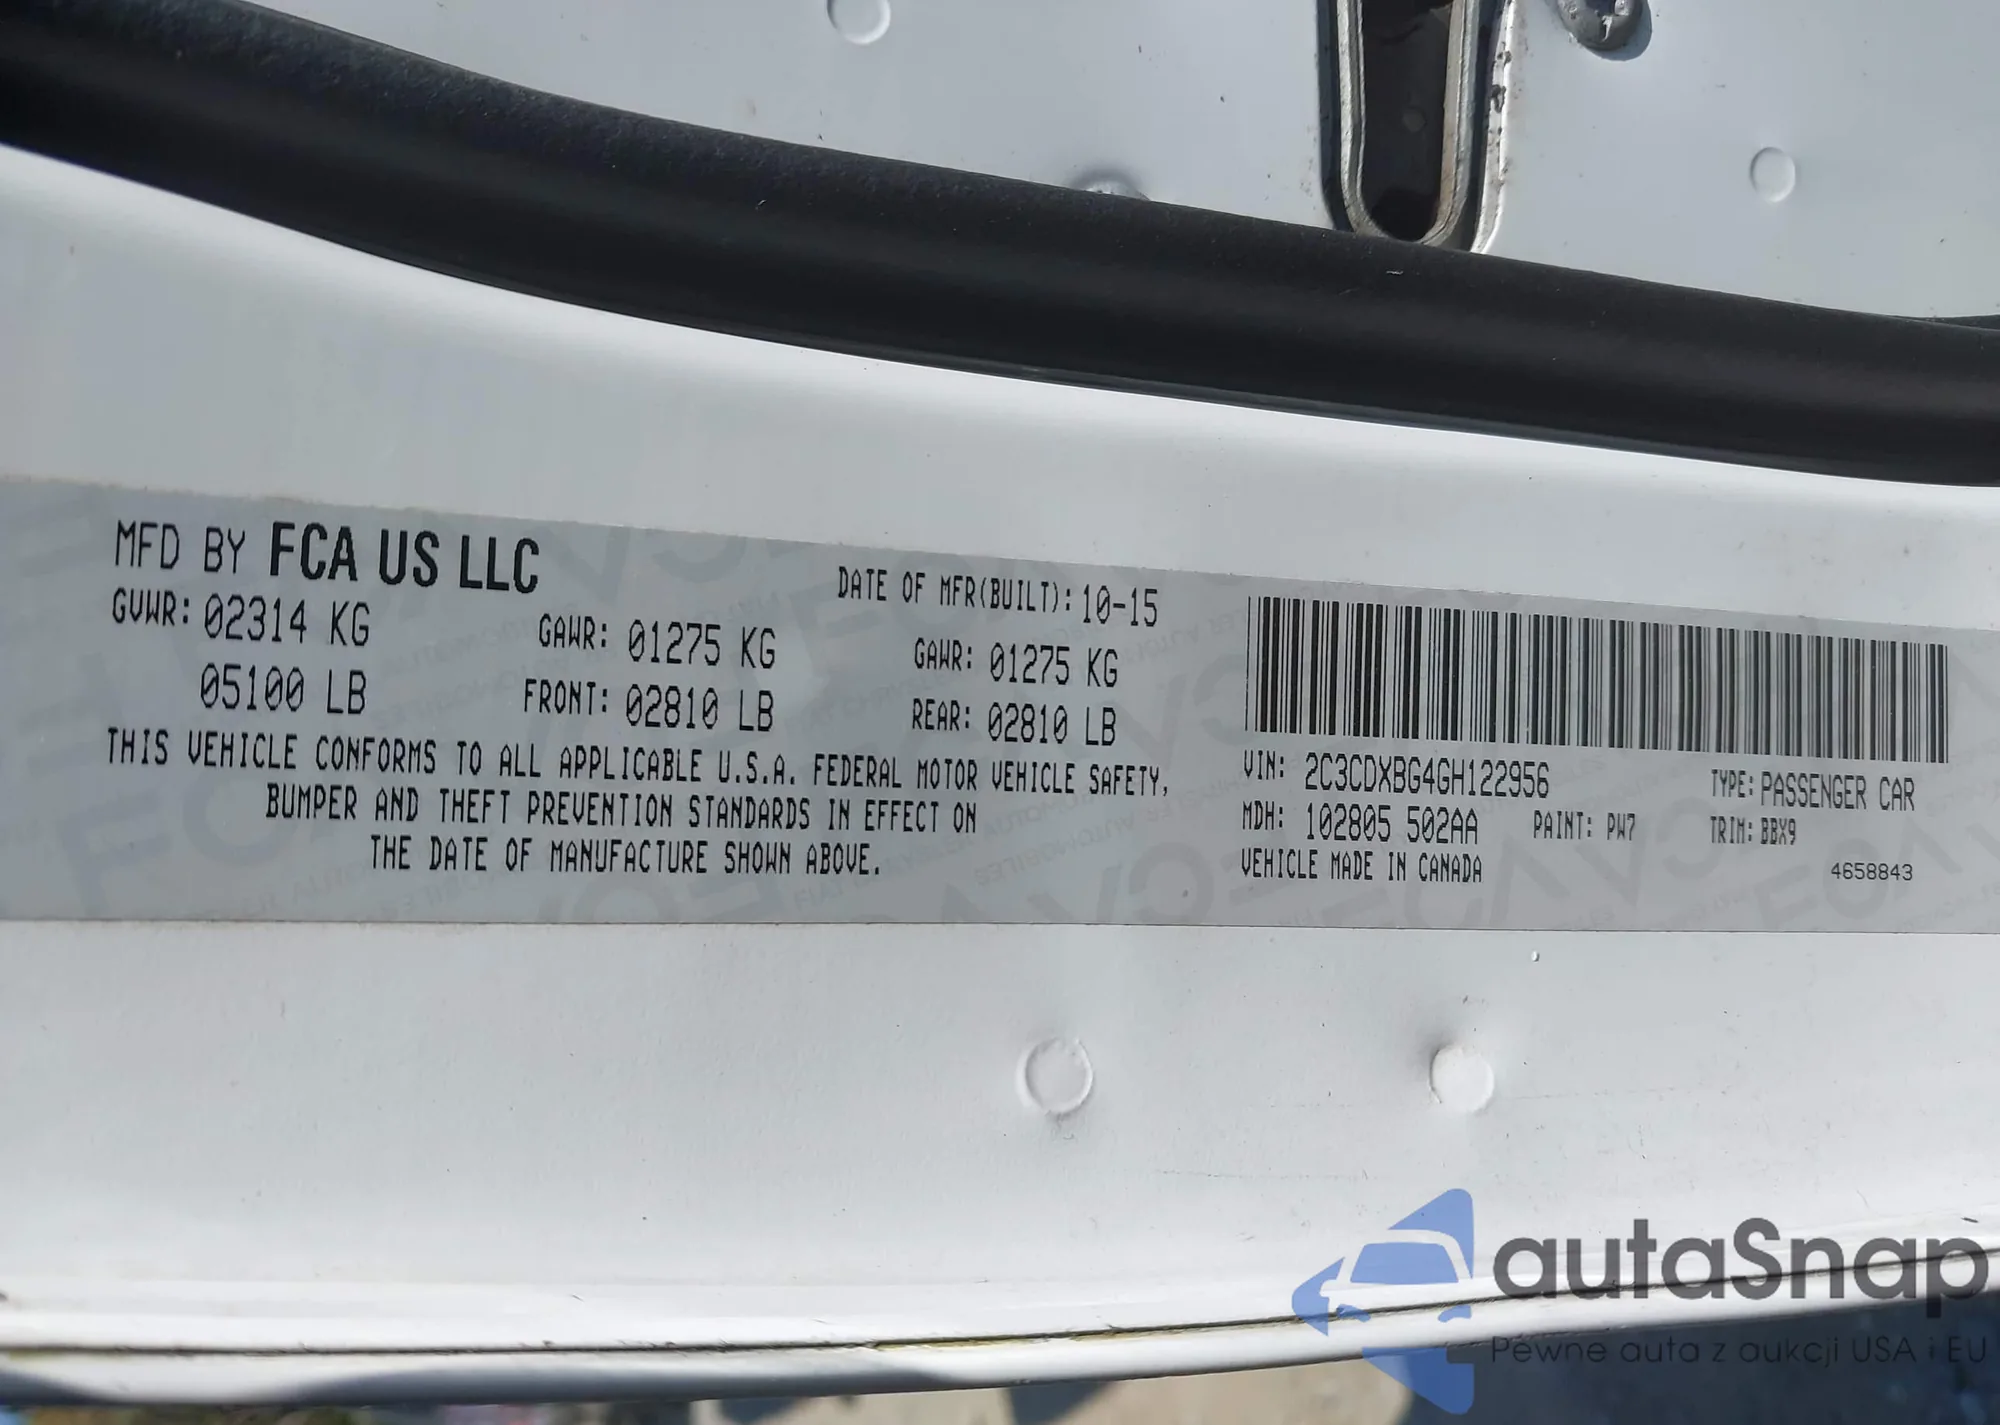 MFD BY FCA US LLC
DATE OF MFR(BUILT): 10-15
GVWR: 02314 KG GAWR: 01275 KG GAWR: 01275 KG
05100 LB FRONT: 02810 LB REAR: 02810 LB
THIS VEHICLE CONFORMS TO ALL APPLICABLE U.S.A. FEDERAL MOTOR VEHICLE SAFETY,
BUMPER AND THEFT PREVENTION STANDARDS IN EFFECT ON
THE DATE OF MANUFACTURE SHOWN ABOVE.
VIN: 2C3CDXBG4GH122956 TYPE: PASSENGER CAR
MDH: 102805 502AA PAINT: PW7 TRIM: BBX9
VEHICLE MADE IN CANADA 4658843
autaSnap
Pewne auta z aukcji USA i EU